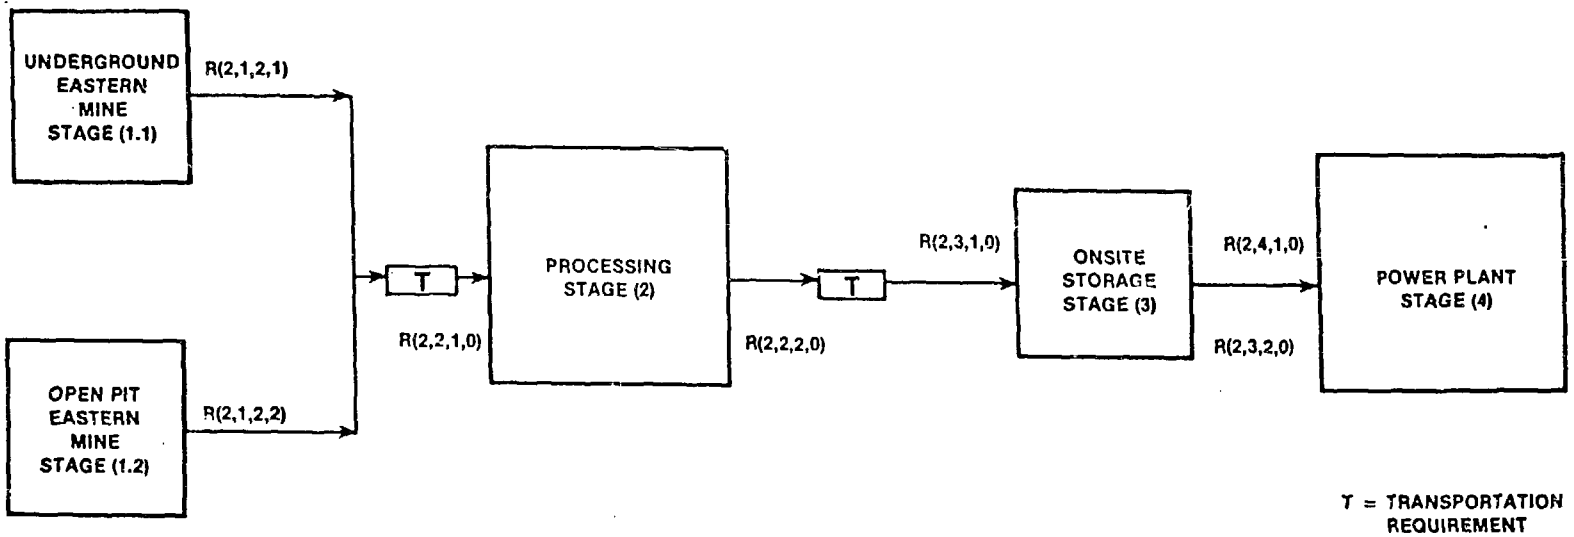 UNDERGROUND
EASTERN
MINE
STAGE (1.1)
R(2,1,2,1)
OPEN PIT
EASTERN
MINE
STAGE (1.2)
R(2,1,2,2)
T
R(2,2,1,0)
PROCESSING
STAGE (2)
R(2,2,2,0)
T
R(2,3,1,0)
ONSITE
STORAGE
STAGE (3)
R(2,4,1,0)
R(2,3,2,0)
POWER PLANT
STAGE (4)
T = TRANSPORTATION
REQUIREMENT